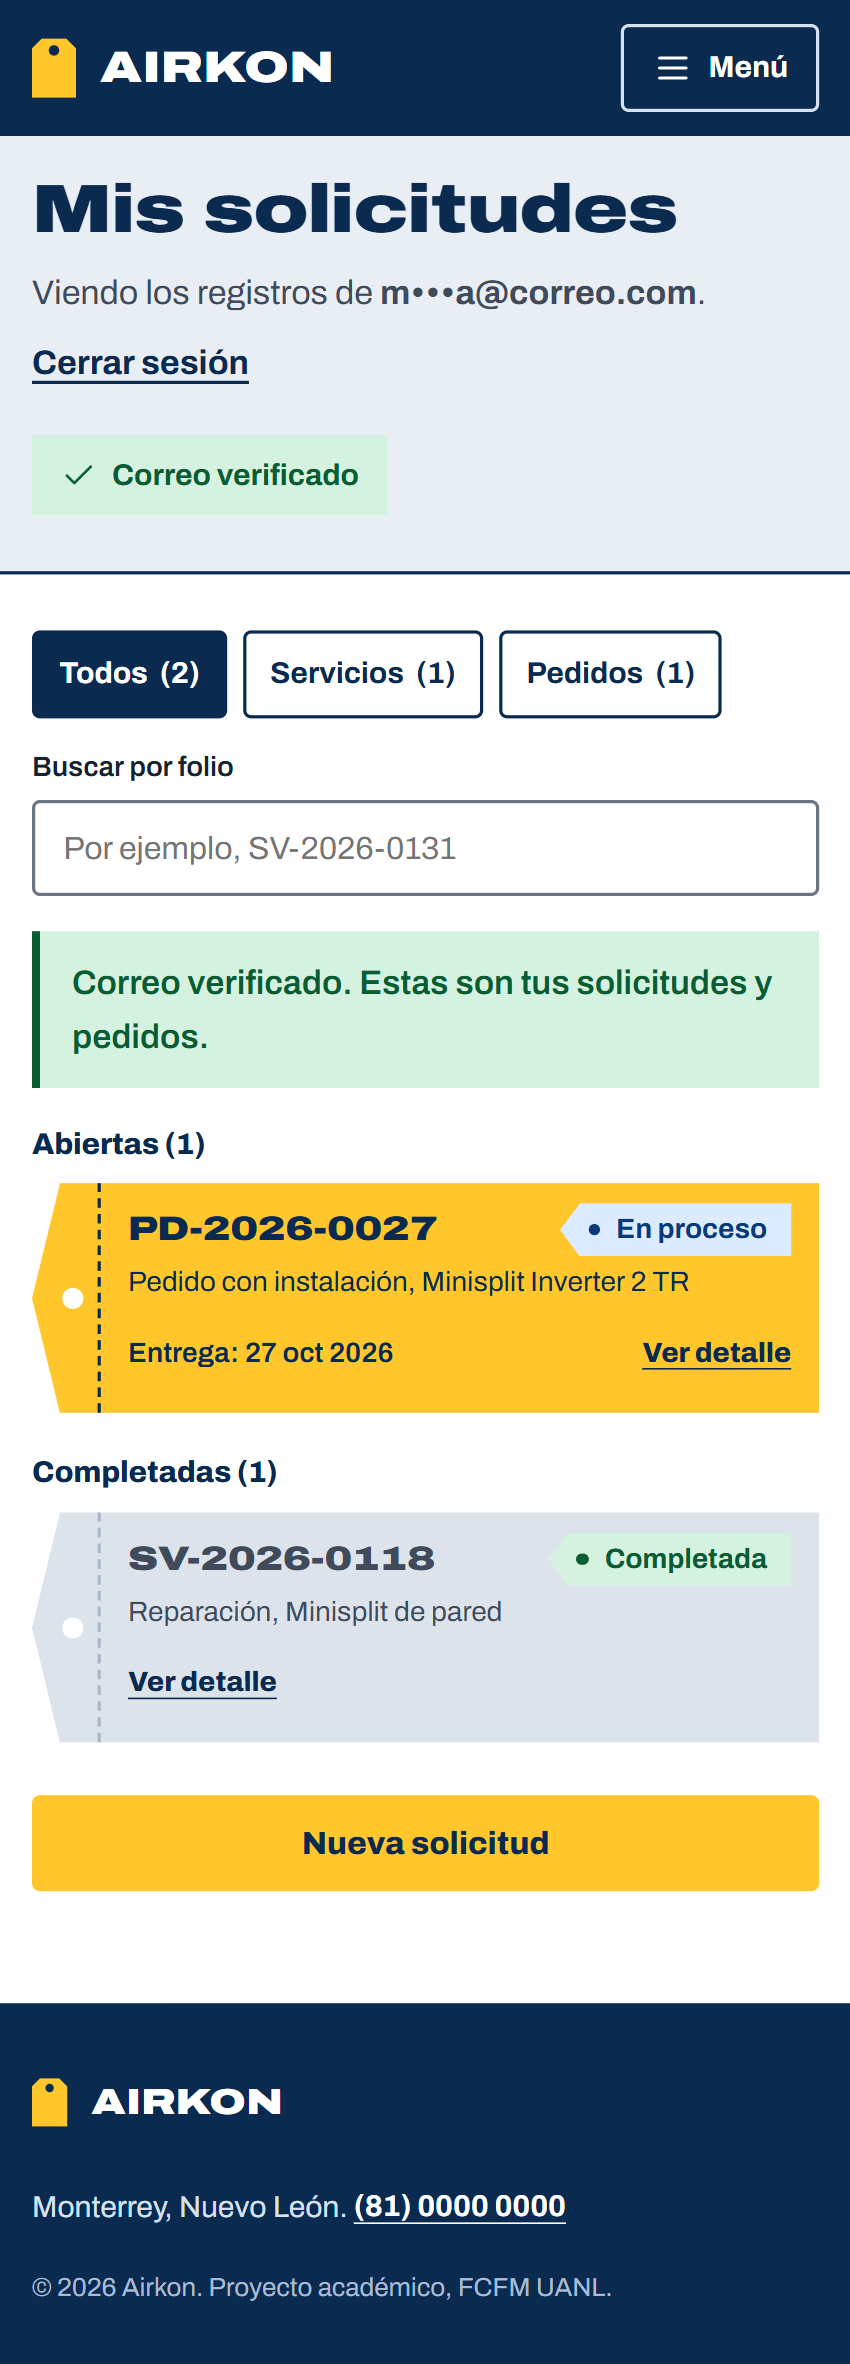 AIRKON
Menú
Mis solicitudes
Viendo los registros de m•••a@correo.com.
Cerrar sesión
Correo verificado
Todos (2)
Servicios (1)
Pedidos (1)
Buscar por folio
Por ejemplo, SV-2026-0131
Correo verificado. Estas son tus solicitudes y
pedidos.
Abiertas (1)
PD-2026-0027
En proceso
Pedido con instalación, Minisplit Inverter 2 TR
Entrega: 27 oct 2026
Ver detalle
Completadas (1)
SV-2026-0118
Completada
Reparación, Minisplit de pared
Ver detalle
Nueva solicitud
AIRKON
Monterrey, Nuevo León. (81) 0000 0000
© 2026 Airkon. Proyecto académico, FCFM UANL.